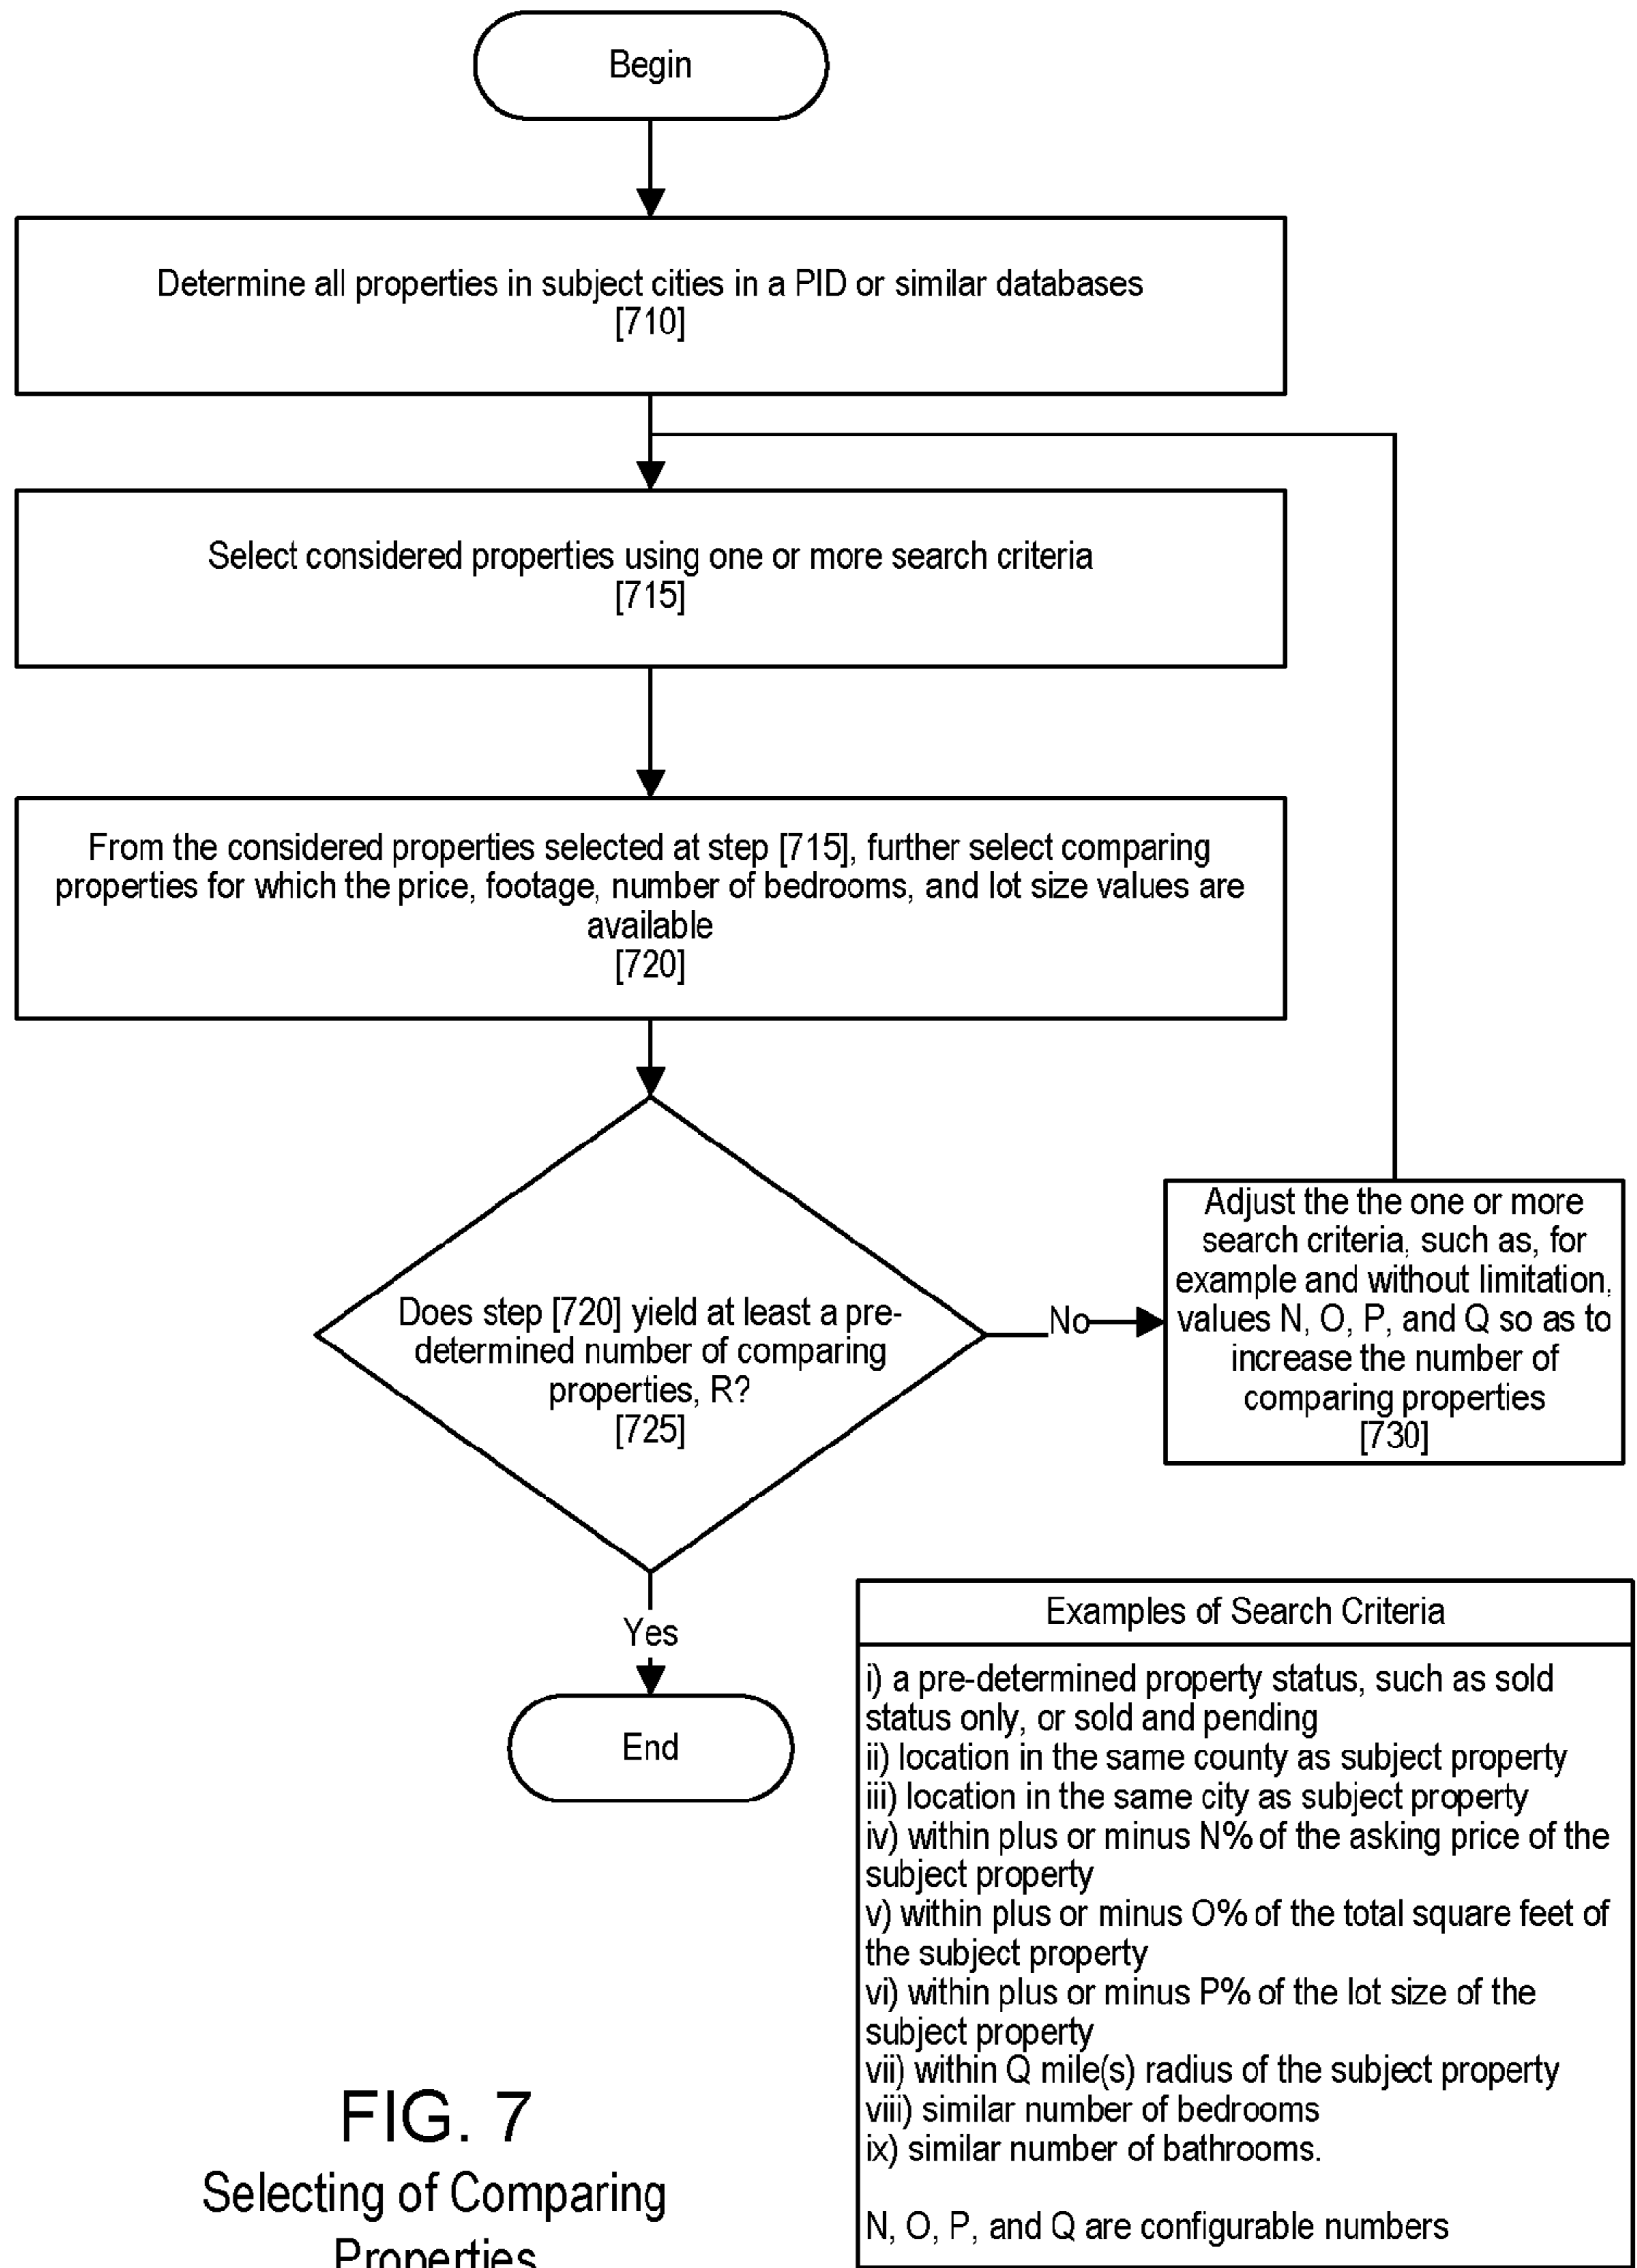 Begin
Determine all properties in subject cities in a PID or similar databases
[710]
Select considered properties using one or more search criteria
[715]
From the considered properties selected at step [715], further select comparing
properties for which the price, footage, number of bedrooms, and lot size values are
available
[720]
Does step [720] yield at least a pre-
determined number of comparing
properties, R?
[725]
No
Adjust the the one or more
search criteria, such as, for
example and without limitation,
values N, O, P, and Q so as to
increase the number of
comparing properties
[730]
Yes
End
Examples of Search Criteria
i) a pre-determined property status, such as sold
status only, or sold and pending
ii) location in the same county as subject property
iii) location in the same city as subject property
iv) within plus or minus N% of the asking price of the
subject property
v) within plus or minus O% of the total square feet of
the subject property
vi) within plus or minus P% of the lot size of the
subject property
vii) within Q mile(s) radius of the subject property
viii) similar number of bedrooms
ix) similar number of bathrooms.
N, O, P, and Q are configurable numbers
FIG. 7
Selecting of Comparing
Properties